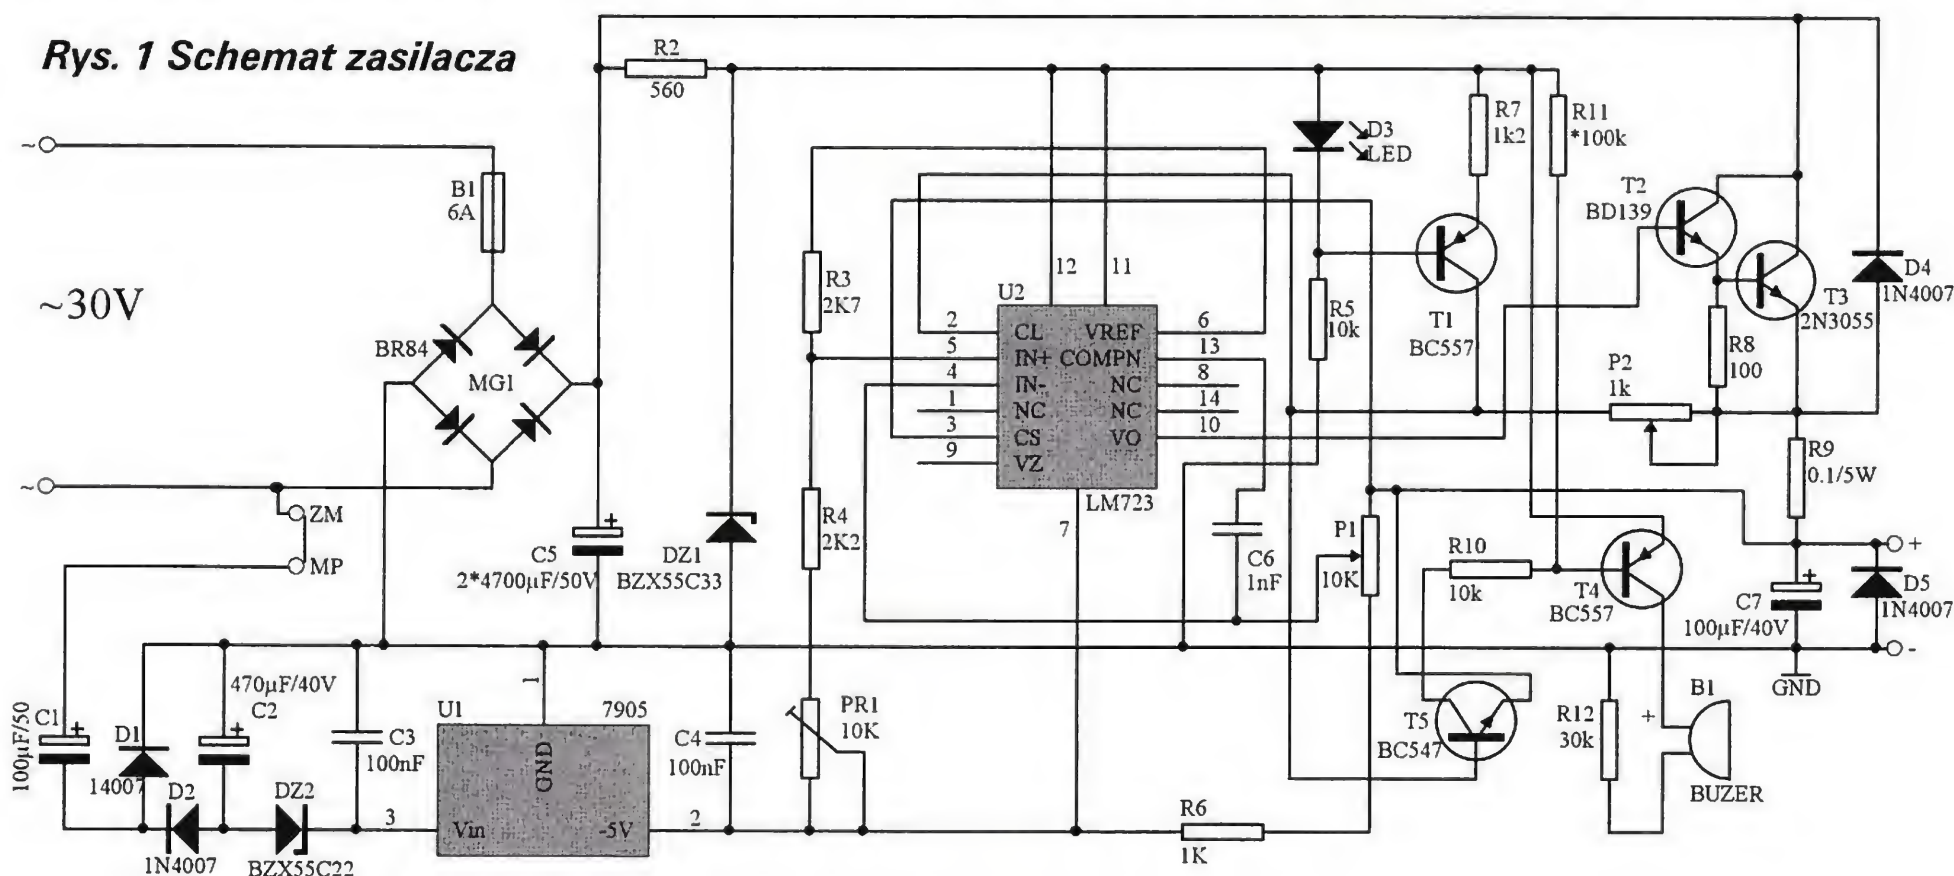 Rys. 1 Schemat zasilacza
~
B1
6A
~30V
BR84
MG1
~
ZM
MP
R2
560
C5
2*4700µF/50V
+
DZ1
BZX55C33
R3
2K7
R4
2K2
PR1
10K
U2
12
11
2
CL
VREF
6
5
IN+
COMPN
13
4
IN-
NC
8
1
NC
NC
14
3
CS
VO
10
9
VZ
LM723
7
D3
LED
R5
10k
R7
1k2
R11
*100k
T1
BC557
T2
BD139
T3
2N3055
D4
1N4007
R8
100
P2
1k
R9
0.1/5W
C6
1nF
P1
10K
R10
10k
T4
BC557
C7
100µF/40V
+
D5
1N4007
+
-
GND
T5
BC547
R12
30k
B1
+
BUZER
C1
100µF/50
+
D1
14007
470µF/40V
C2
+
D2
1N4007
DZ2
BZX55C22
C3
100nF
U1
7905
1
GND
3
Vin
-5V
2
C4
100nF
R6
1K